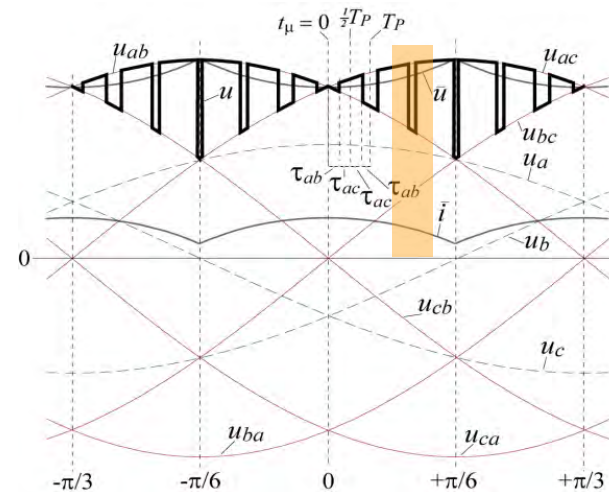 t_μ = 0 ½T_P T_P
u_ab
u
ū
u_ac
u_bc
u_a
τ_ab
τ_ac
τ_ac
τ_ab
i̅
u_b
0
u_cb
u_c
u_ba
u_ca
-π/3 -π/6 0 +π/6 +π/3